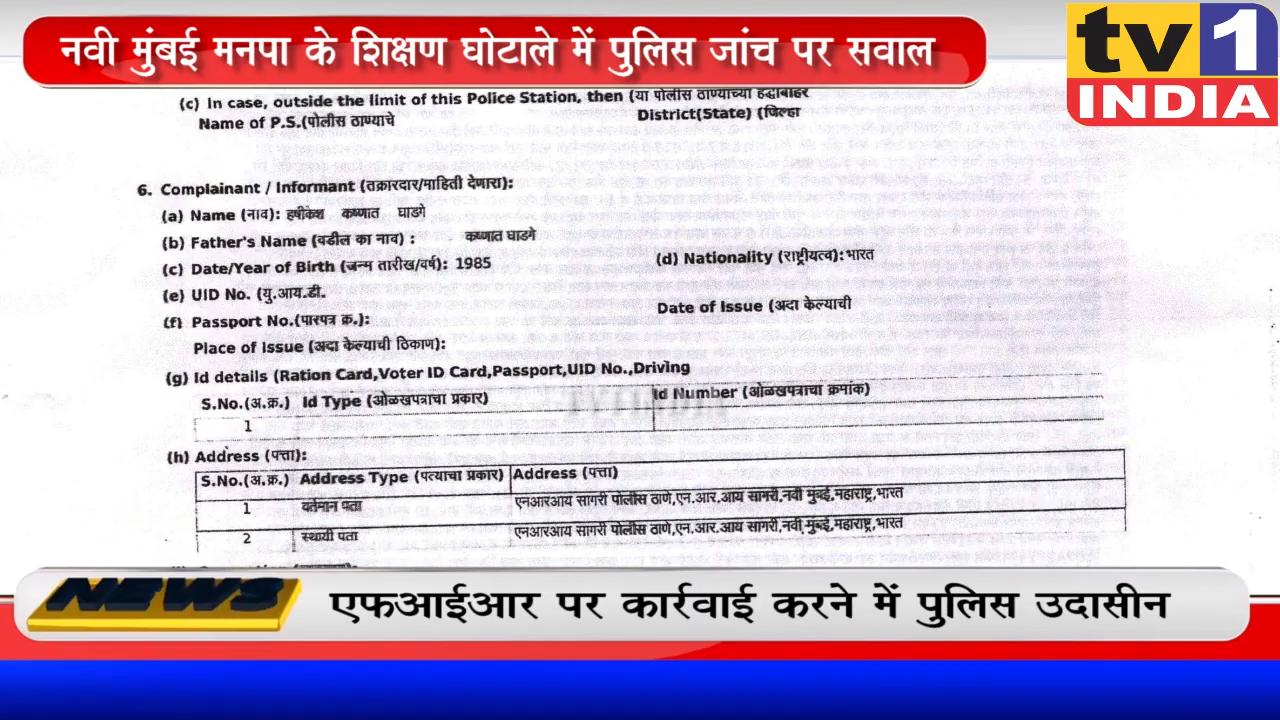 नवी मुंबई मनपा के शिक्षण घोटाले में पुलिस जांच पर सवाल
tv1
INDIA
(c) In case, outside the limit of this Police Station, then (या पोलीस ठाण्याच्या हद्दीबाहेर
Name of P.S.(पोलीस ठाण्याचे District(State) (जिल्हा
6. Complainant / Informant (तक्रारदार/माहिती देणारा):
(a) Name (नाव): हृषीकेश कष्णात घाडगे
(b) Father's Name (वडील का नाव) : कष्णात घाडगे
(c) Date/Year of Birth (जन्म तारीख/वर्ष): 1985 (d) Nationality (राष्ट्रीयत्व): भारत
(e) UID No. (यु.आय.डी.
(f) Passport No.(पारपत्र क्र.): Date of Issue (अदा केल्याची
Place of Issue (अदा केल्याची ठिकाण):
(g) Id details (Ration Card,Voter ID Card,Passport,UID No.,Driving
S.No.(अ.क्र.) Id Type (ओळखपत्राचा प्रकार) Id Number (ओळखपत्राचा क्रमांक)
1
(h) Address (पत्ता):
S.No.(अ.क्र.) Address Type (पत्याचा प्रकार) Address (पत्ता)
1 वर्तमान पता एनआरआय सागरी पोलीस ठाणे,एन.आर.आय सागरी,नवी मुंबई,महाराष्ट्र,भारत
2 स्थायी पता एनआरआय सागरी पोलीस ठाणे,एन.आर.आय सागरी,नवी मुंबई,महाराष्ट्र,भारत
NEWS
एफआईआर पर कार्रवाई करने में पुलिस उदासीन